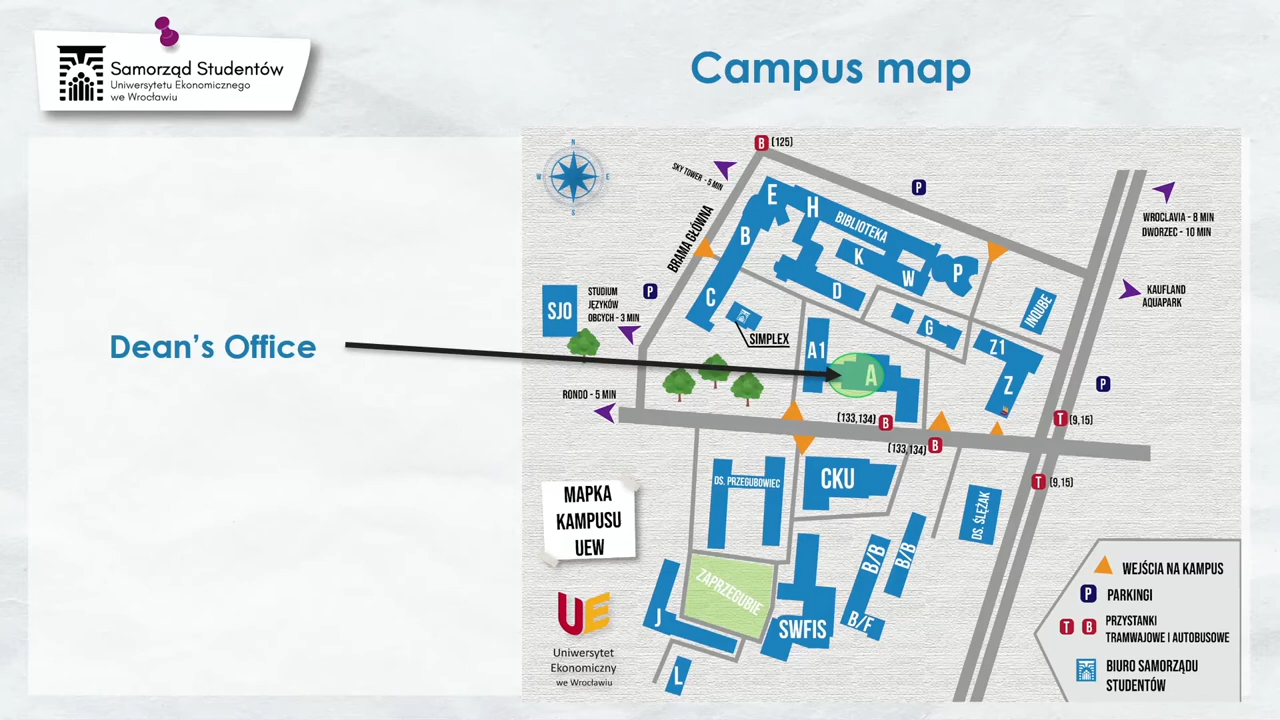 Samorząd Studentów
Uniwersytetu Ekonomicznego
we Wrocławiu
Campus map
Dean's Office
N
W
E
S
B (125)
SKY TOWER - 5 MIN
BRAMA GŁÓWNA
P
WROCLAVIA - 8 MIN
DWORZEC - 10 MIN
KAUFLAND
AQUAPARK
E
H
BIBLIOTEKA
B
K
W
P
C
D
G
INQUBE
SJO
STUDIUM
JĘZYKÓW
OBCYCH - 3 MIN
P
SIMPLEX
A1
A
Z1
Z
P
RONDO - 5 MIN
(133,134) B
(133,134) B
T (9,15)
T (9,15)
DS. PRZEGUBOWIEC
CKU
DS. ŚLĘŻAK
MAPKA
KAMPUSU
UEW
B/B
B/B
B/F
ZAPRZEGUBIE
J
SWFIS
L
UE
Uniwersytet
Ekonomiczny
we Wrocławiu
WEJŚCIA NA KAMPUS
P PARKINGI
T B PRZYSTANKI
TRAMWAJOWE I AUTOBUSOWE
BIURO SAMORZĄDU
STUDENTÓW